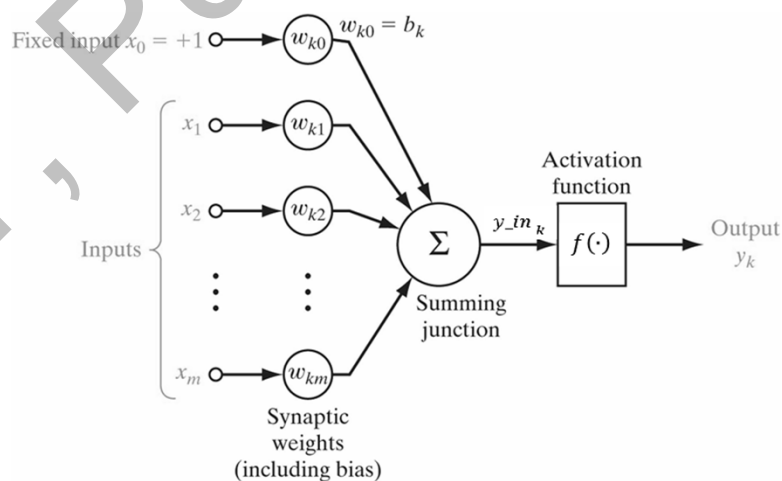 Fixed input x₀ = +1
wₖ₀
wₖ₀ = bₖ
x₁
wₖ₁
x₂
wₖ₂
Inputs
xₘ
wₖₘ
Σ
Summing
junction
y_in ₖ
Activation
function
f(·)
Output
yₖ
Synaptic
weights
(including bias)